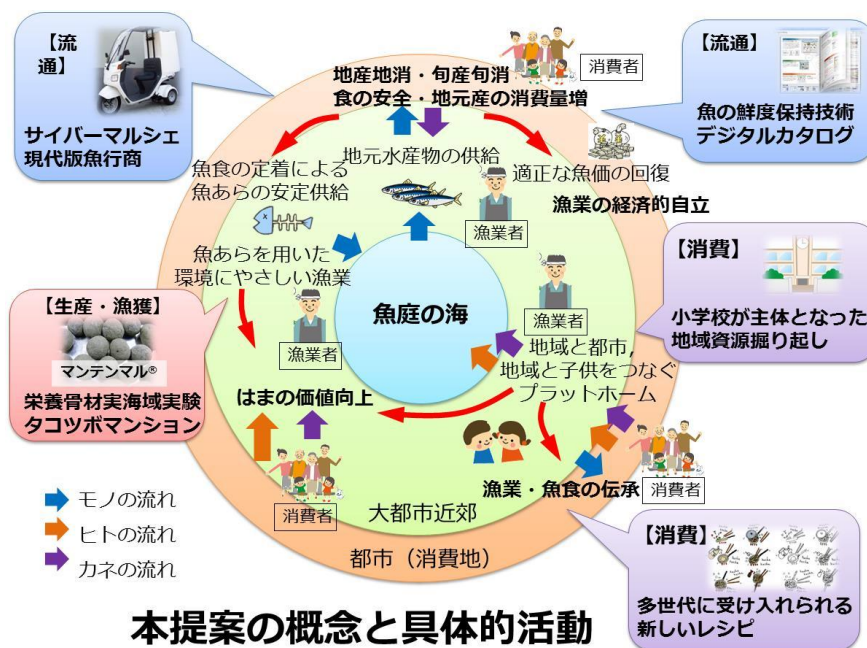 【流
通】
サイバーマルシェ
現代版魚行商
地産地消・旬産旬消
食の安全・地元産の消費量増
消費者
【流通】
魚の鮮度保持技術
デジタルカタログ
魚食の定着による
魚あらの安定供給
地元水産物の供給
適正な魚価の回復
漁業の経済的自立
漁業者
魚あらを用いた
環境にやさしい漁業
魚庭の海
漁業者
漁業者
【消費】
小学校が主体となった
地域資源掘り起し
【生産・漁獲】
マンテンマル®
栄養骨材実海域実験
タコツボマンション
はまの価値向上
地域と都市,
地域と子供をつなぐ
プラットホーム
漁業・魚食の伝承
消費者
消費者
大都市近郊
都市（消費地）
モノの流れ
ヒトの流れ
カネの流れ
【消費】
多世代に受け入れられる
新しいレシピ
本提案の概念と具体的活動